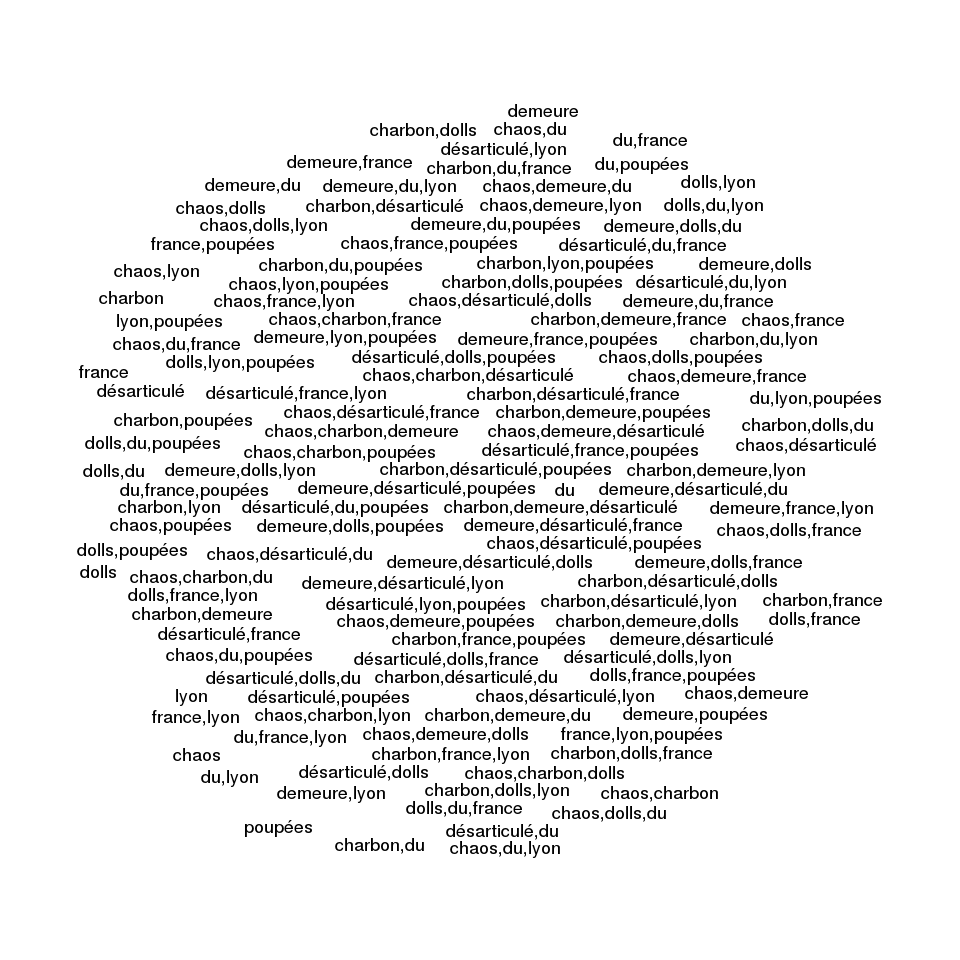 demeure
charbon,dolls chaos,du
du,france
désarticulé,lyon
demeure,france charbon,du,france du,poupées
demeure,du demeure,du,lyon chaos,demeure,du dolls,lyon
chaos,dolls charbon,désarticulé chaos,demeure,lyon dolls,du,lyon
chaos,dolls,lyon demeure,du,poupées demeure,dolls,du
france,poupées chaos,france,poupées désarticulé,du,france
chaos,lyon charbon,du,poupées charbon,lyon,poupées demeure,dolls
chaos,lyon,poupées charbon,dolls,poupées désarticulé,du,lyon
charbon chaos,france,lyon chaos,désarticulé,dolls demeure,du,france
lyon,poupées chaos,charbon,france charbon,demeure,france chaos,france
chaos,du,france demeure,lyon,poupées demeure,france,poupées charbon,du,lyon
dolls,lyon,poupées désarticulé,dolls,poupées chaos,dolls,poupées
france chaos,charbon,désarticulé chaos,demeure,france
désarticulé désarticulé,france,lyon charbon,désarticulé,france du,lyon,poupées
charbon,poupées chaos,désarticulé,france charbon,demeure,poupées charbon,dolls,du
chaos,charbon,demeure chaos,demeure,désarticulé
dolls,du,poupées chaos,charbon,poupées désarticulé,france,poupées chaos,désarticulé
dolls,du demeure,dolls,lyon charbon,désarticulé,poupées charbon,demeure,lyon
du,france,poupées demeure,désarticulé,poupées du demeure,désarticulé,du
charbon,lyon désarticulé,du,poupées charbon,demeure,désarticulé demeure,france,lyon
chaos,poupées demeure,dolls,poupées demeure,désarticulé,france chaos,dolls,france
chaos,désarticulé,poupées
dolls,poupées chaos,désarticulé,du demeure,désarticulé,dolls demeure,dolls,france
dolls chaos,charbon,du demeure,désarticulé,lyon charbon,désarticulé,dolls
dolls,france,lyon désarticulé,lyon,poupées charbon,désarticulé,lyon charbon,france
charbon,demeure chaos,demeure,poupées charbon,demeure,dolls dolls,france
désarticulé,france charbon,france,poupées demeure,désarticulé
chaos,du,poupées désarticulé,dolls,france désarticulé,dolls,lyon
désarticulé,dolls,du charbon,désarticulé,du dolls,france,poupées
lyon désarticulé,poupées chaos,désarticulé,lyon chaos,demeure
france,lyon chaos,charbon,lyon charbon,demeure,du demeure,poupées
du,france,lyon chaos,demeure,dolls france,lyon,poupées
chaos charbon,france,lyon charbon,dolls,france
du,lyon désarticulé,dolls chaos,charbon,dolls
demeure,lyon charbon,dolls,lyon chaos,charbon
dolls,du,france chaos,dolls,du
poupées désarticulé,du
charbon,du chaos,du,lyon